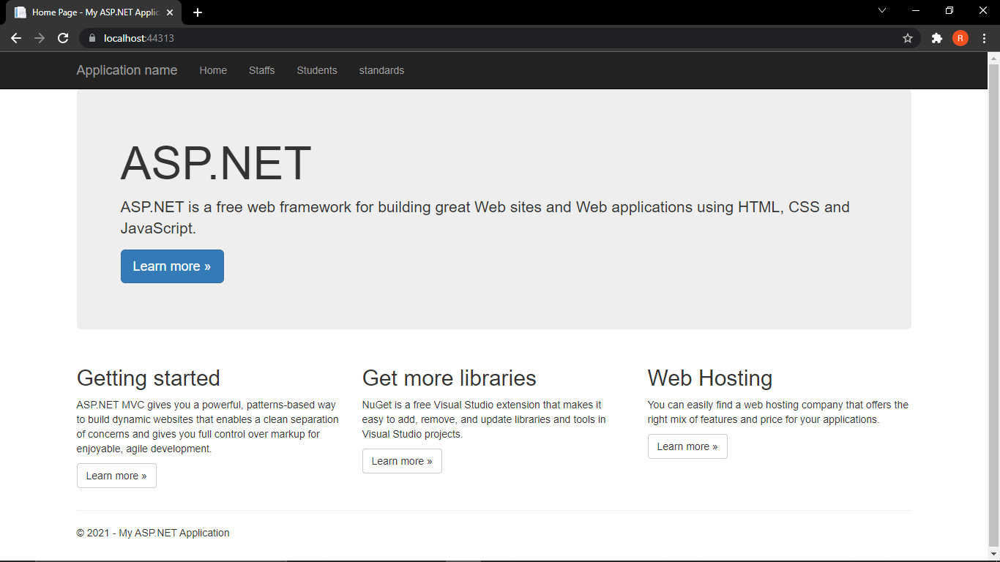 Home Page - My ASP.NET Applic
localhost:44313
R
Application name Home Staffs Students standards
ASP.NET
ASP.NET is a free web framework for building great Web sites and Web applications using HTML, CSS and
JavaScript.
Learn more »
Getting started
ASP.NET MVC gives you a powerful, patterns-based way
to build dynamic websites that enables a clean separation
of concerns and gives you full control over markup for
enjoyable, agile development.
Learn more »
Get more libraries
NuGet is a free Visual Studio extension that makes it
easy to add, remove, and update libraries and tools in
Visual Studio projects.
Learn more »
Web Hosting
You can easily find a web hosting company that offers the
right mix of features and price for your applications.
Learn more »
© 2021 - My ASP.NET Application